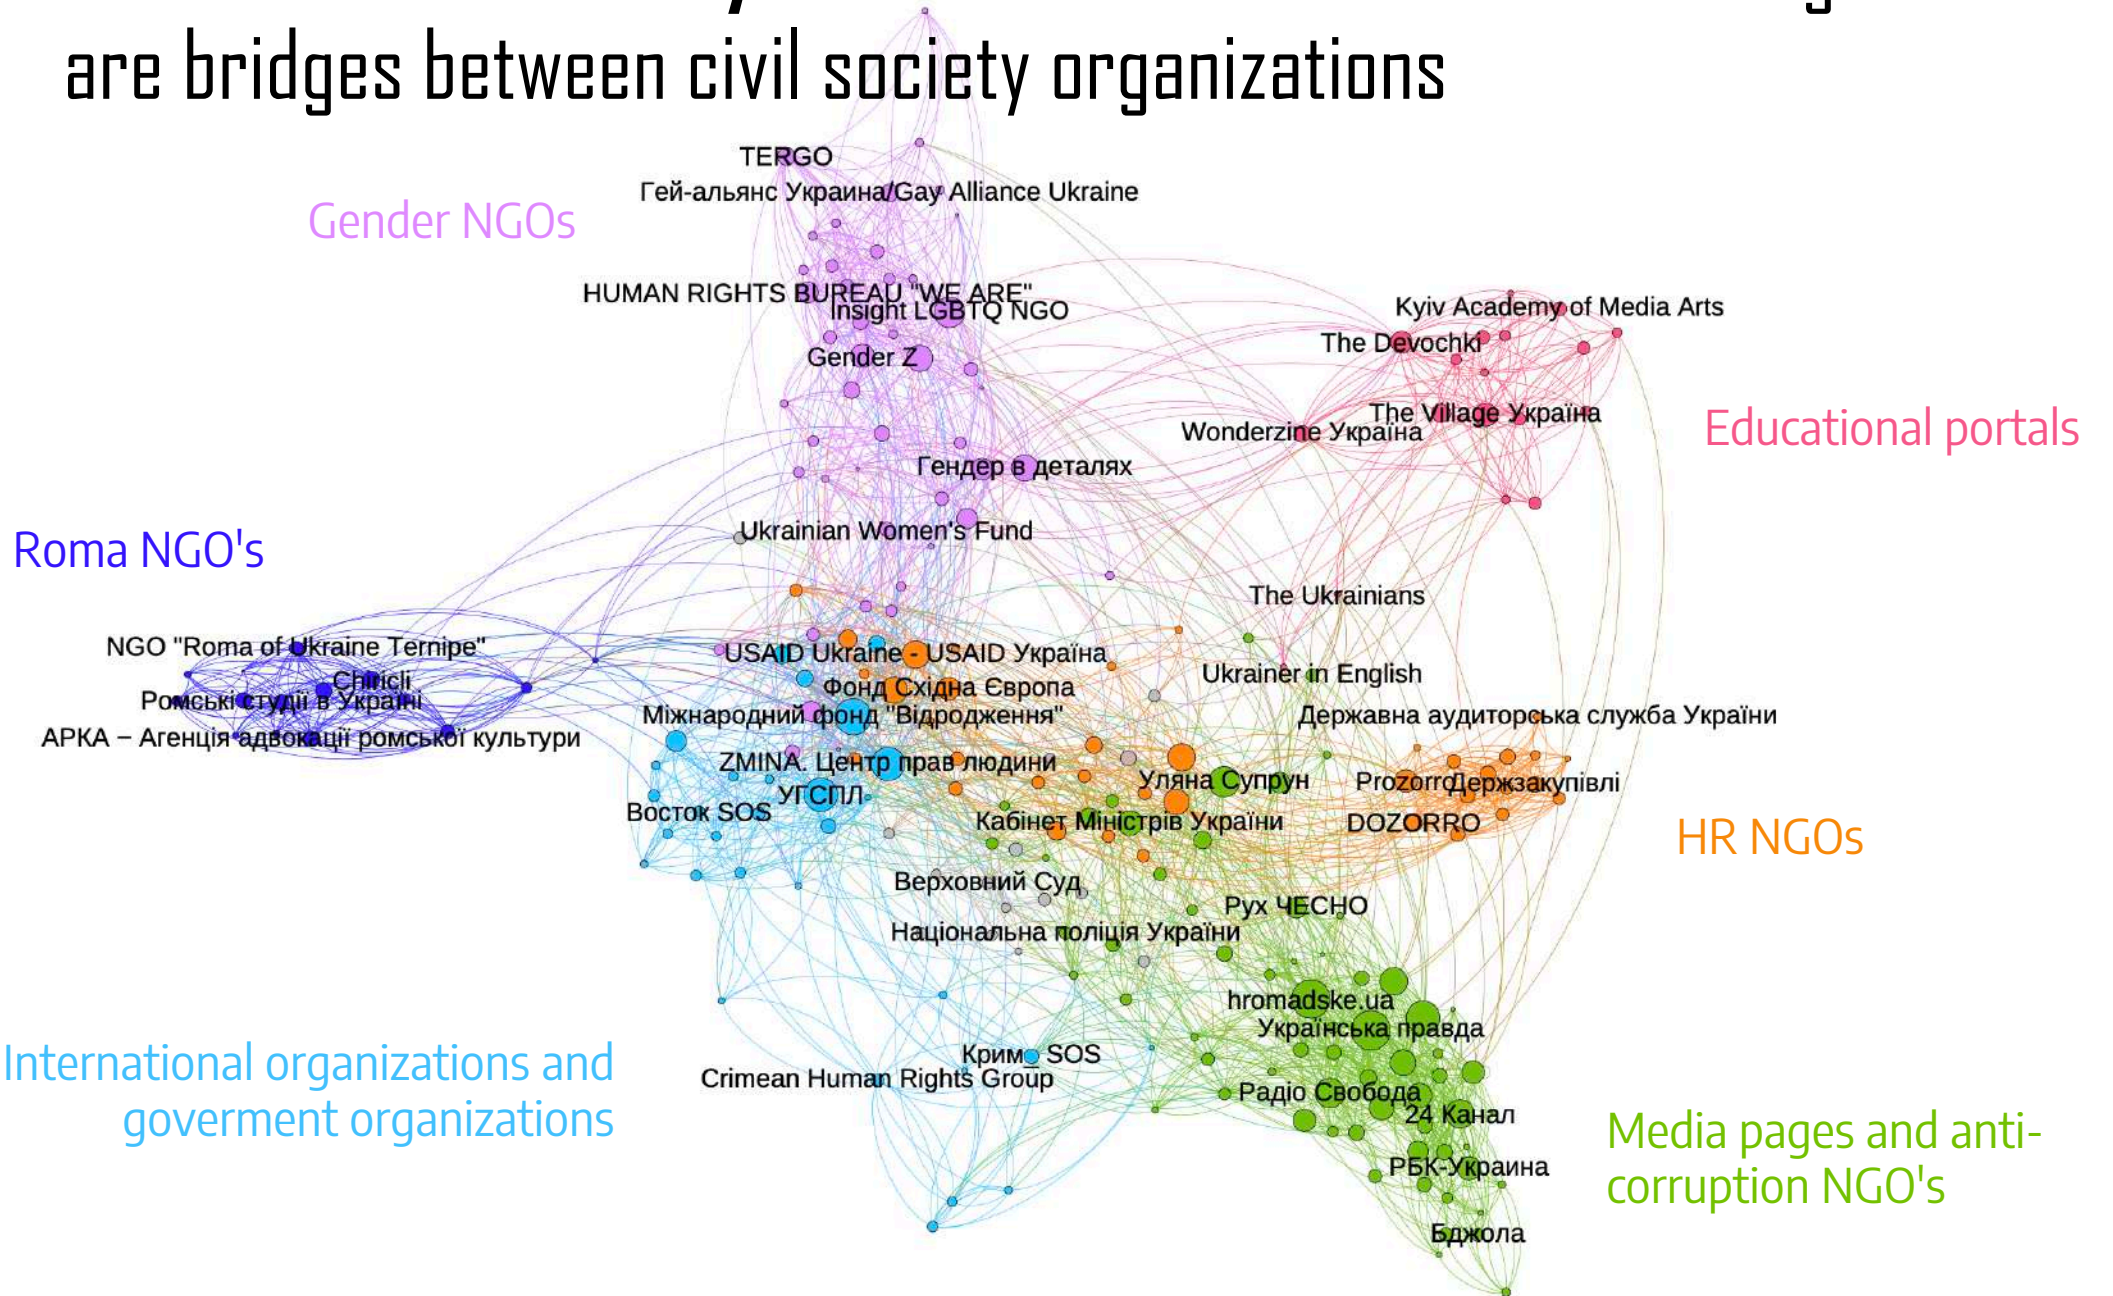 are bridges between civil society organizations
TERGO
Гей-альянс Украина/Gay Alliance Ukraine
Gender NGOs
HUMAN RIGHTS BUREAU "WE ARE"
Insight LGBTQ NGO
Kyiv Academy of Media Arts
The Devochki
Gender Z
The Village Україна
Wonderzine Україна
Educational portals
Гендер в деталях
Ukrainian Women's Fund
Roma NGO's
The Ukrainians
NGO "Roma of Ukraine Ternipe"
USAID Ukraine - USAID Україна
Chiricli
Ukraïner in English
Ромські студії в Україні
Фонд Східна Європа
Міжнародний фонд "Відродження"
Державна аудиторська служба України
АРКА – Агенція адвокації ромської культури
ZMINA. Центр прав людини
Уляна Супрун
Prozorro
Держзакупівлі
УГСПЛ
Восток SOS
Кабінет Міністрів України
DOZORRO
HR NGOs
Верховний Суд
Рух ЧЕСНО
Національна поліція України
hromadske.ua
Українська правда
International organizations and
goverment organizations
Крим_SOS
Crimean Human Rights Group
Радіо Свобода
24 Канал
Media pages and anti-
corruption NGO's
РБК-Украина
Бджола